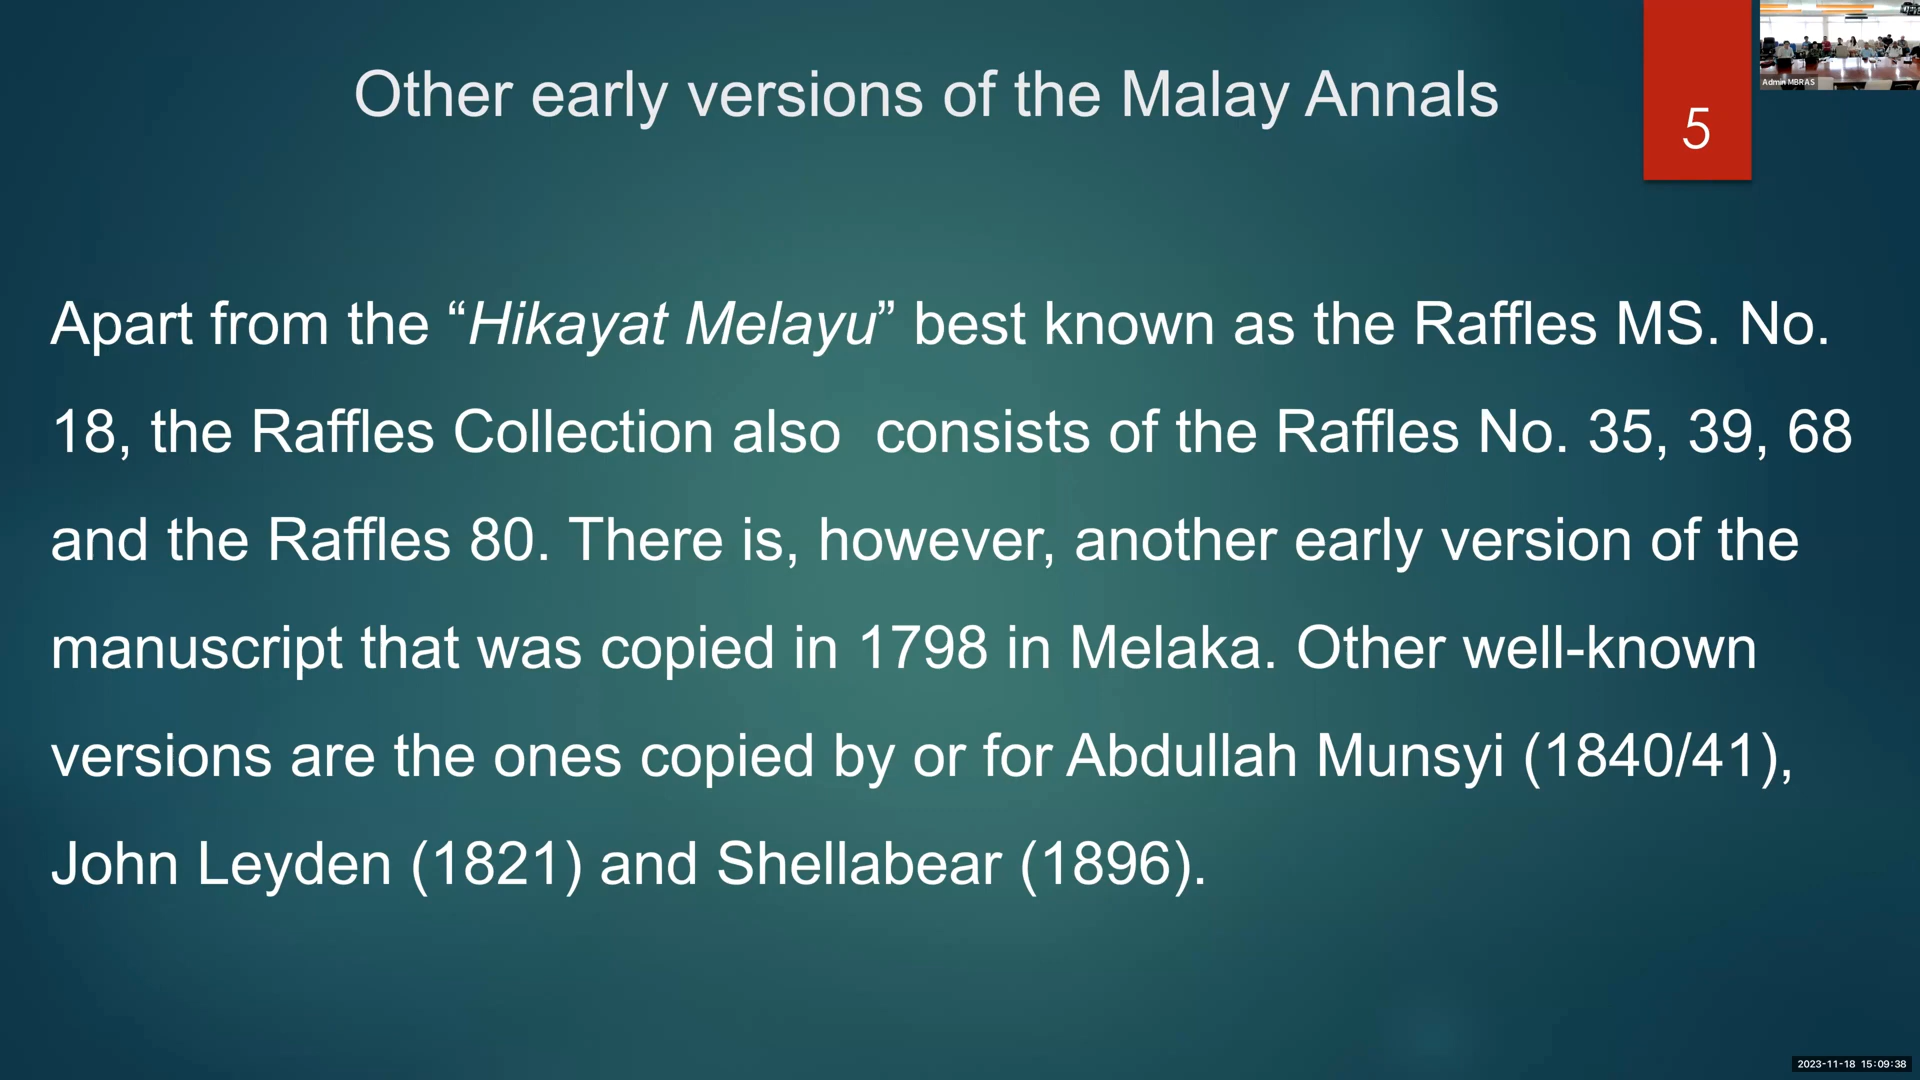 Other early versions of the Malay Annals
5
Admin MBRAS
Apart from the “Hikayat Melayu” best known as the Raffles MS. No.
18, the Raffles Collection also  consists of the Raffles No. 35, 39, 68
and the Raffles 80. There is, however, another early version of the
manuscript that was copied in 1798 in Melaka. Other well-known
versions are the ones copied by or for Abdullah Munsyi (1840/41),
John Leyden (1821) and Shellabear (1896).
2023-11-18 15:09:38